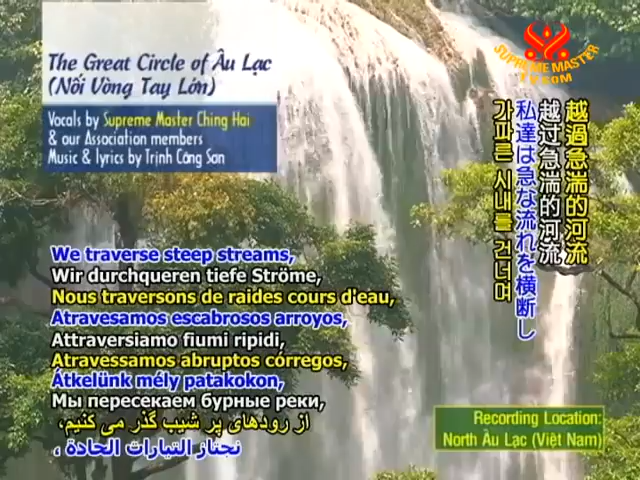 The Great Circle of Âu Lạc
(Nối Vòng Tay Lớn)
Vocals by Supreme Master Ching Hai
& our Association members
Music & lyrics by Trịnh Công Sơn
SUPREME MASTER
TV.COM
越過急湍的河流
越过急湍的河流
私達は急な流れを横断し
가파른 시내를 건너며
We traverse steep streams,
Wir durchqueren tiefe Ströme,
Nous traversons de raides cours d'eau,
Atravesamos escabrosos arroyos,
Attraversiamo fiumi ripidi,
Atravessamos abruptos córregos,
Átkelünk mély patakokon,
Мы пересекаем бурные реки,
از رودهای پر شیب گذر می کنیم،
نجتاز التيارات الحادة ،
Recording Location:
North Âu Lạc (Việt Nam)